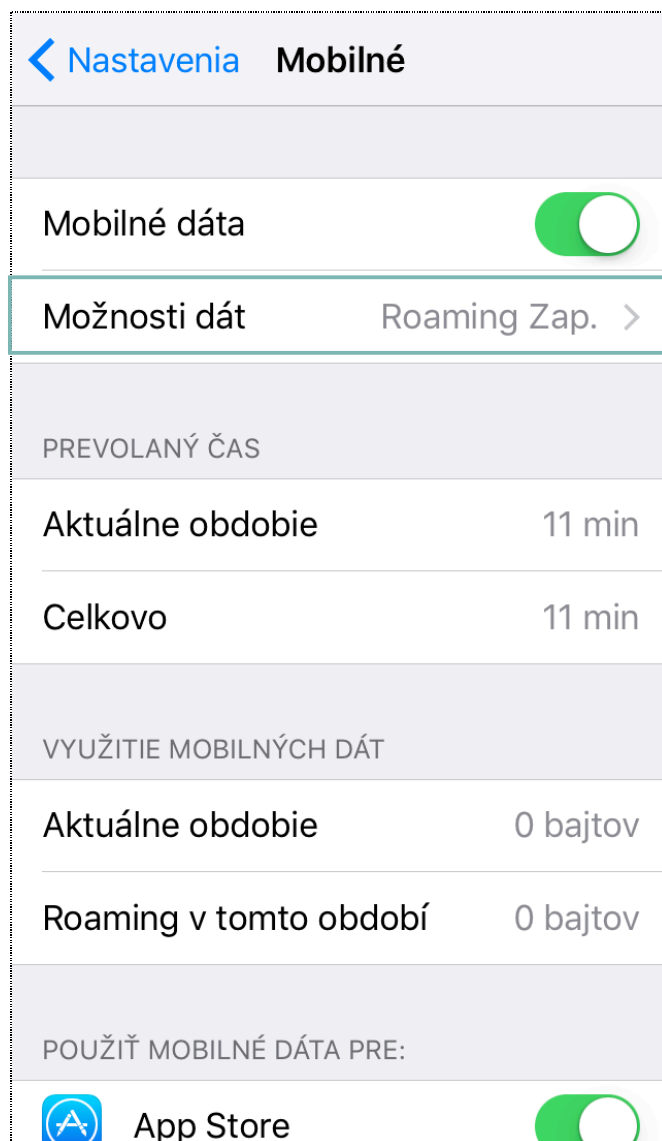 Nastavenia Mobilné
Mobilné dáta
Možnosti dát Roaming Zap.
PREVOLANÝ ČAS
Aktuálne obdobie 11 min
Celkovo 11 min
VYUŽITIE MOBILNÝCH DÁT
Aktuálne obdobie 0 bajtov
Roaming v tomto období 0 bajtov
POUŽIŤ MOBILNÉ DÁTA PRE:
App Store